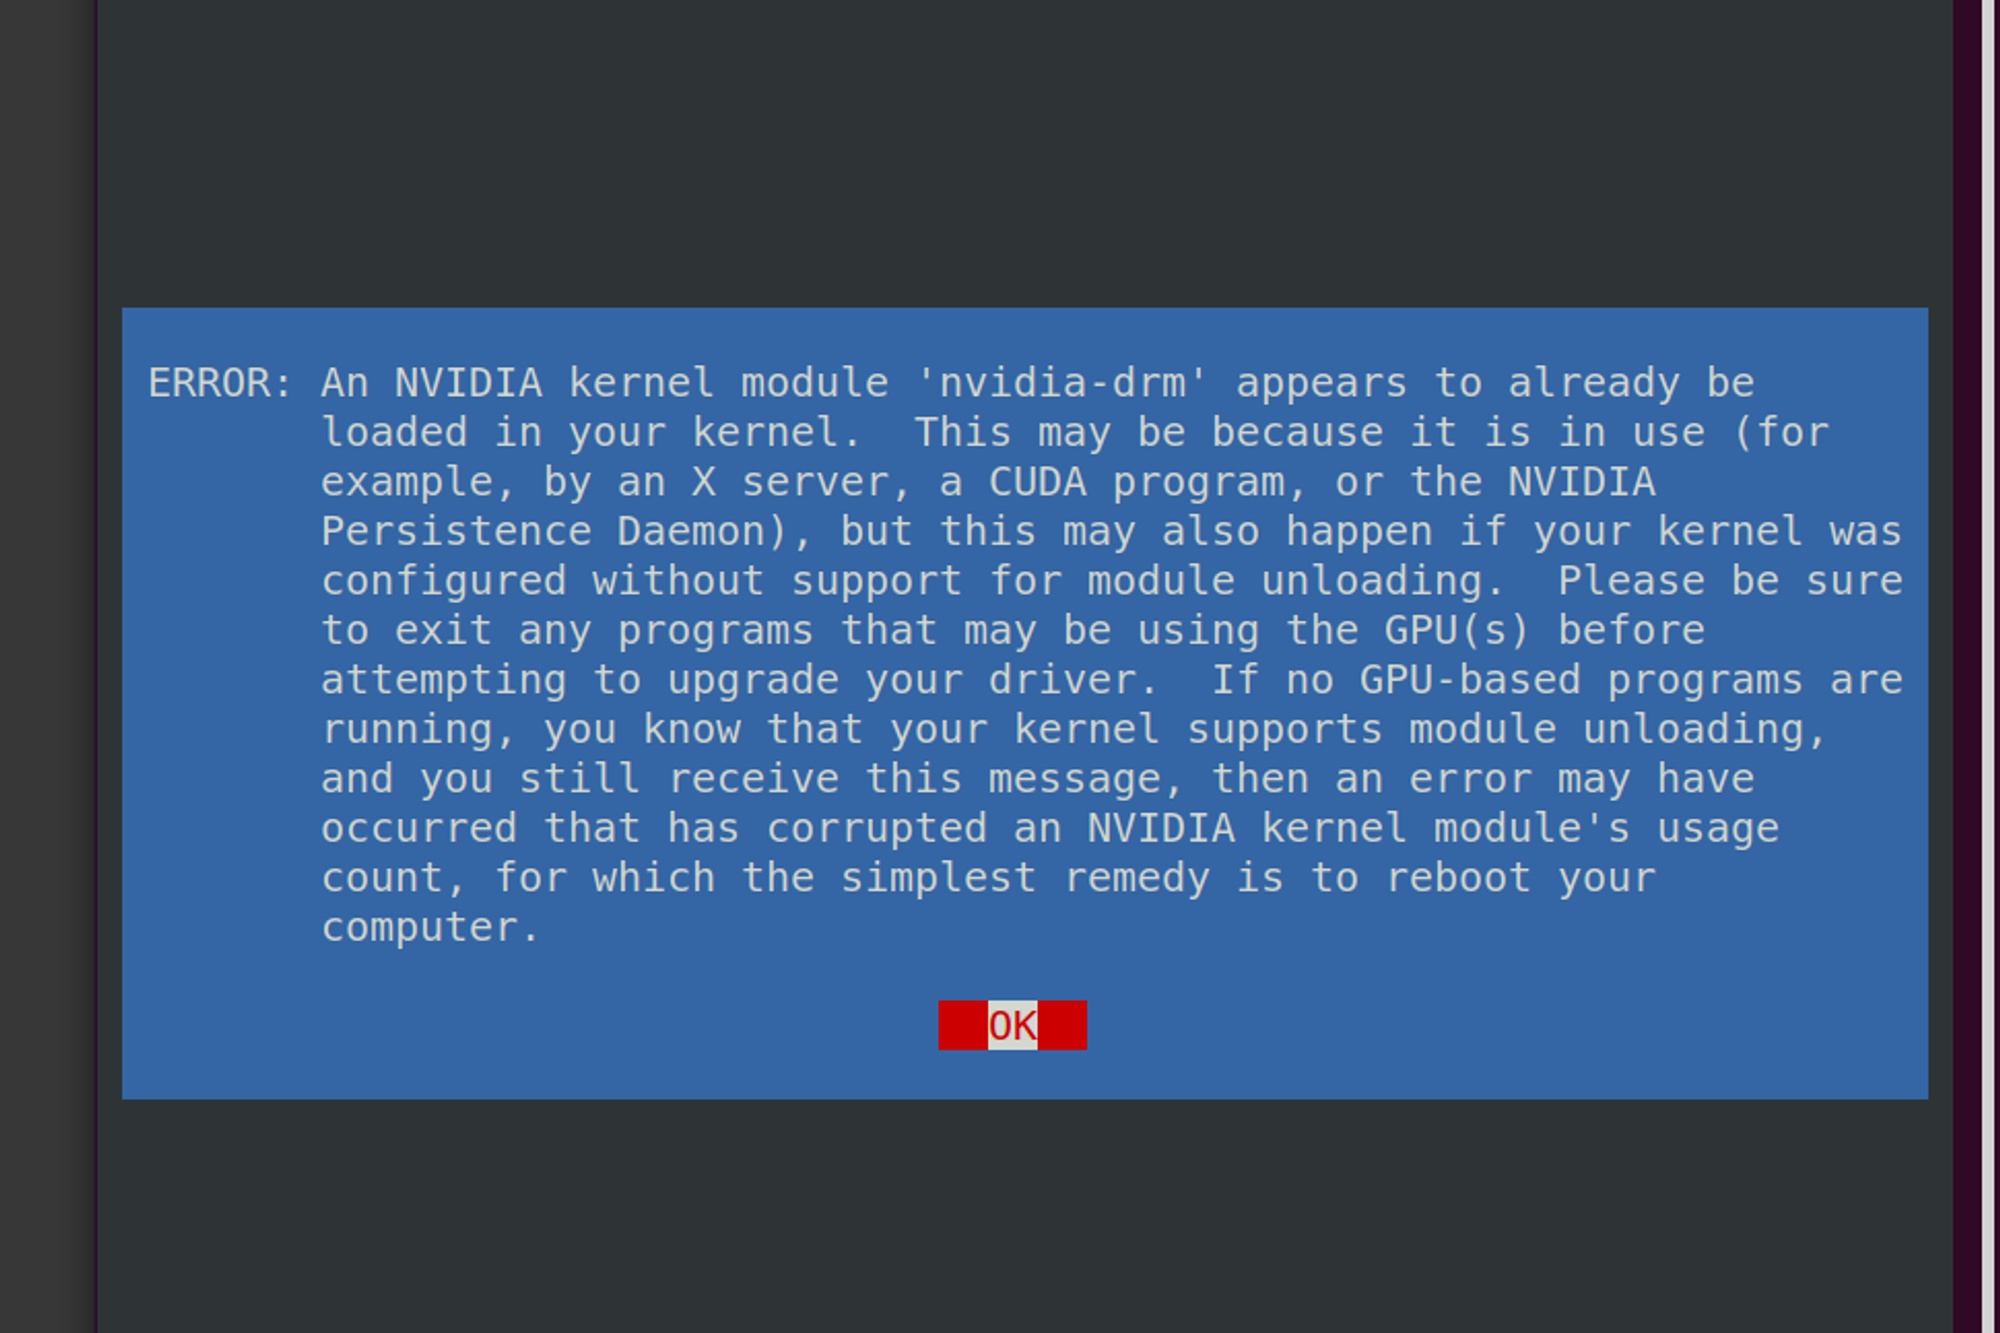 ERROR: An NVIDIA kernel module 'nvidia-drm' appears to already be
loaded in your kernel.  This may be because it is in use (for
example, by an X server, a CUDA program, or the NVIDIA
Persistence Daemon), but this may also happen if your kernel was
configured without support for module unloading.  Please be sure
to exit any programs that may be using the GPU(s) before
attempting to upgrade your driver.  If no GPU-based programs are
running, you know that your kernel supports module unloading,
and you still receive this message, then an error may have
occurred that has corrupted an NVIDIA kernel module's usage
count, for which the simplest remedy is to reboot your
computer.
OK